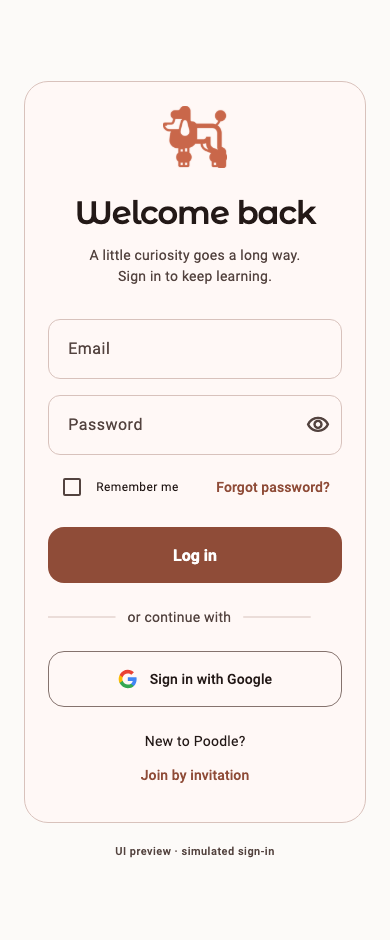 Welcome back
A little curiosity goes a long way.
Sign in to keep learning.
Email
Password
Remember me
Forgot password?
Log in
or continue with
Sign in with Google
New to Poodle?
Join by invitation
UI preview · simulated sign-in